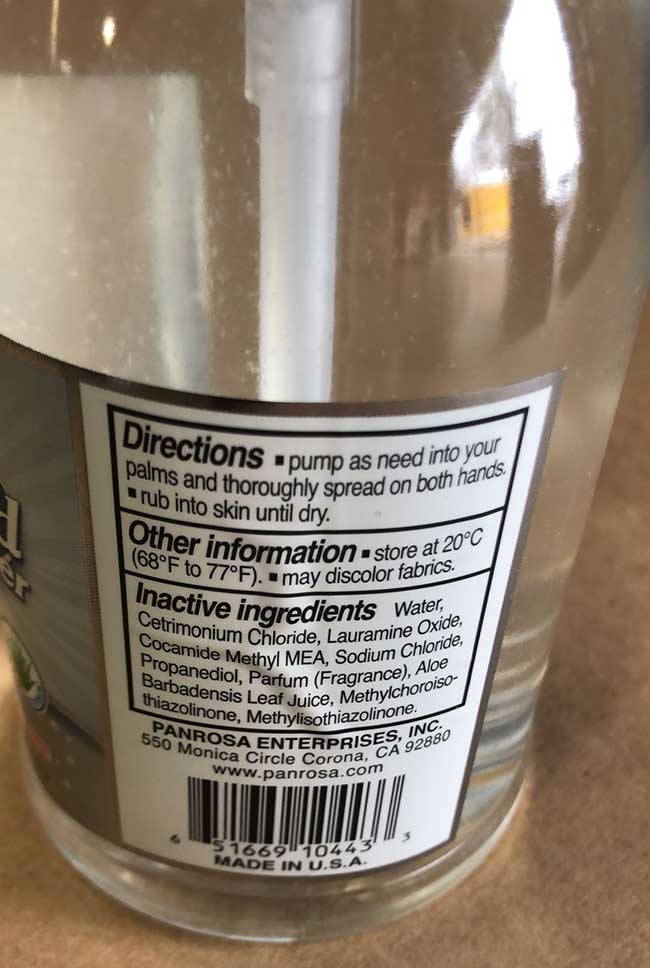 Directions ▪ pump as need into your
palms and thoroughly spread on both hands.
▪ rub into skin until dry.
Other information ▪ store at 20°C
(68°F to 77°F). ▪ may discolor fabrics.
Inactive ingredients Water,
Cetrimonium Chloride, Lauramine Oxide,
Cocamide Methyl MEA, Sodium Chloride,
Propanediol, Parfum (Fragrance), Aloe
Barbadensis Leaf Juice, Methylchoroiso-
thiazolinone, Methylisothiazolinone.
PANROSA ENTERPRISES, INC.
550 Monica Circle Corona, CA 92880
www.panrosa.com
6 51669 10443 3
MADE IN U.S.A.